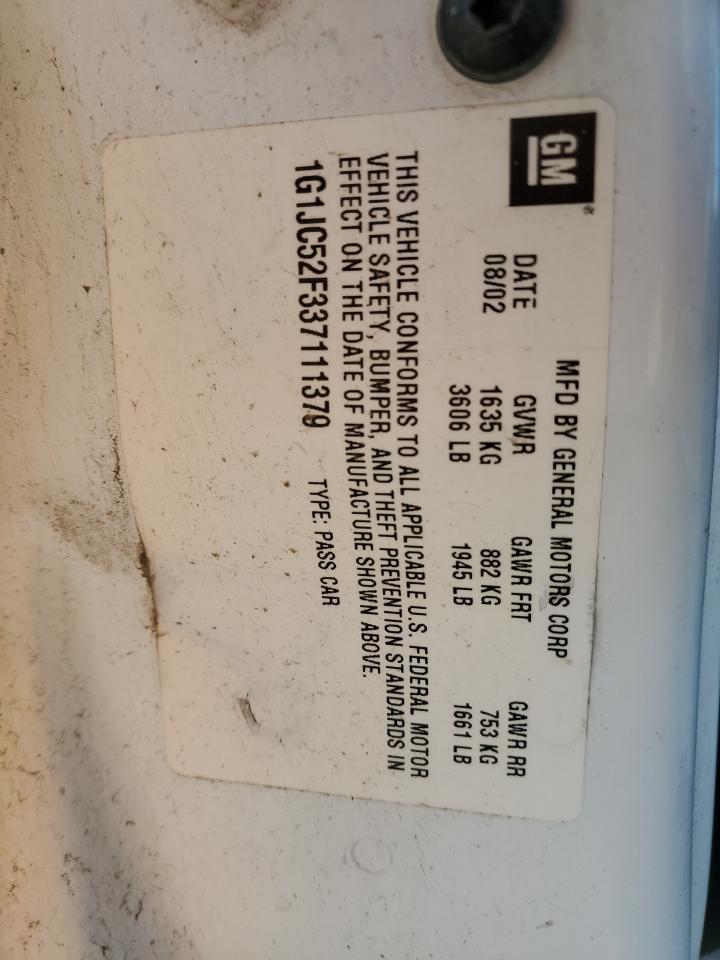 GM
MFD BY GENERAL MOTORS CORP
DATE GVWR GAWR FRT GAWR RR
08/02 1635 KG 882 KG 753 KG
3606 LB 1945 LB 1661 LB
THIS VEHICLE CONFORMS TO ALL APPLICABLE U.S. FEDERAL MOTOR
VEHICLE SAFETY, BUMPER, AND THEFT PREVENTION STANDARDS IN
EFFECT ON THE DATE OF MANUFACTURE SHOWN ABOVE.
1G1JC52F337111379 TYPE: PASS CAR